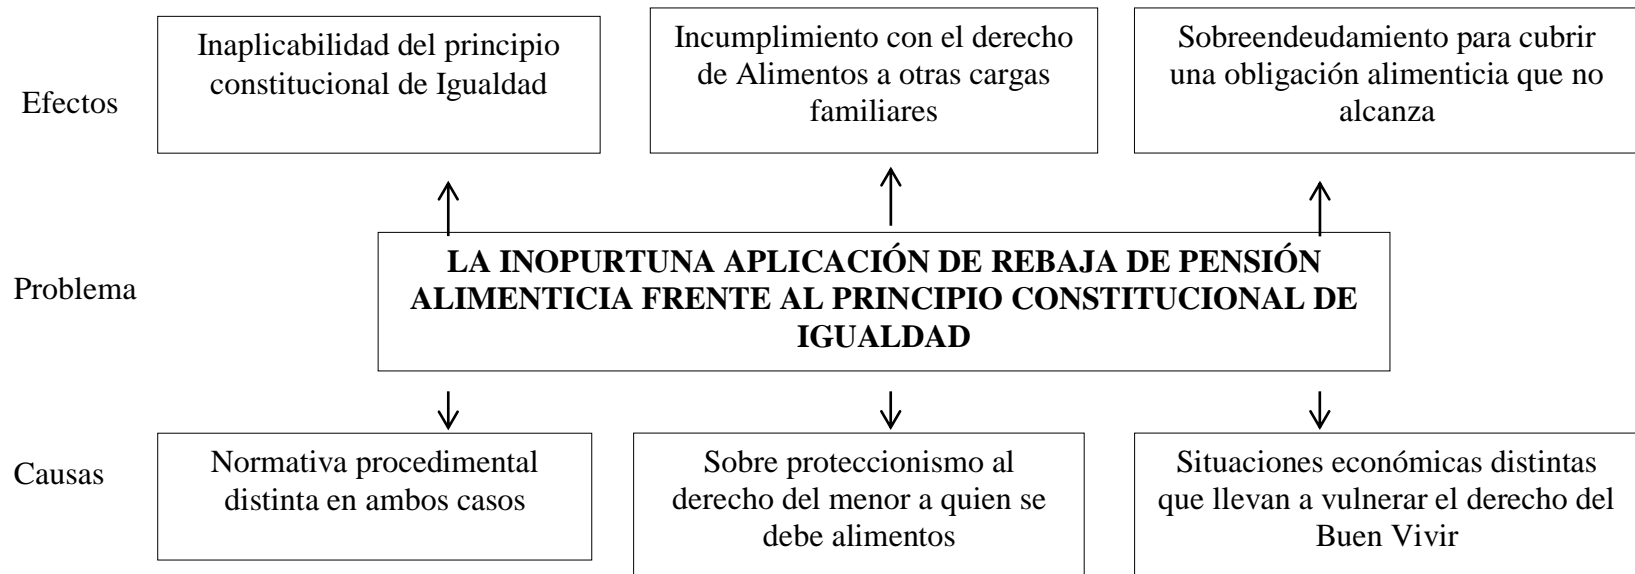 Efectos
Inaplicabilidad del principio
constitucional de Igualdad
Incumplimiento con el derecho
de Alimentos a otras cargas
familiares
Sobreendeudamiento para cubrir
una obligación alimenticia que no
alcanza
Problema
LA INOPURTUNA APLICACIÓN DE REBAJA DE PENSIÓN
ALIMENTICIA FRENTE AL PRINCIPIO CONSTITUCIONAL DE
IGUALDAD
Causas
Normativa procedimental
distinta en ambos casos
Sobre proteccionismo al
derecho del menor a quien se
debe alimentos
Situaciones económicas distintas
que llevan a vulnerar el derecho del
Buen Vivir